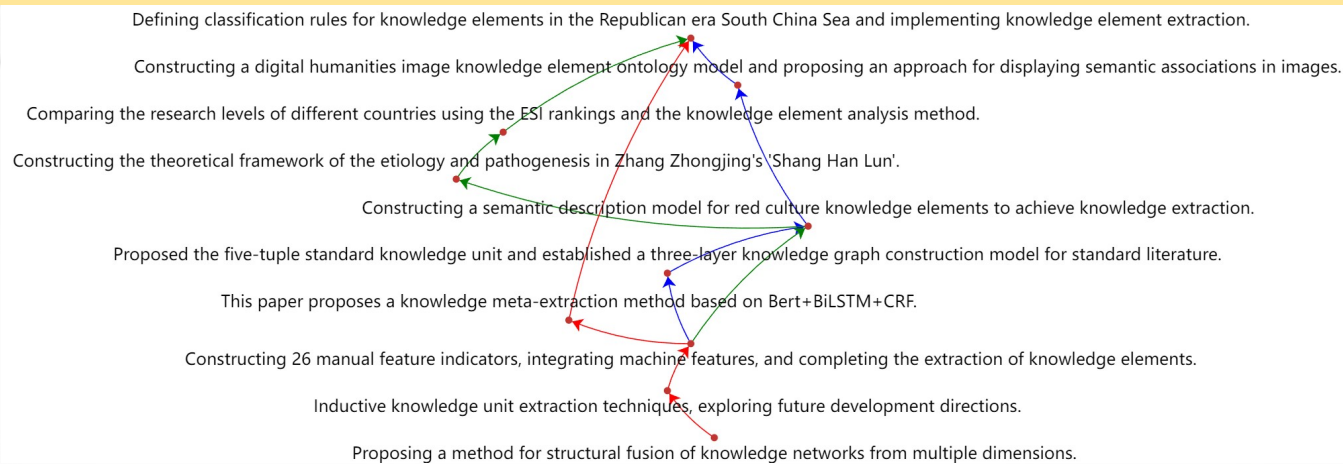 Defining classification rules for knowledge elements in the Republican era South China Sea and implementing knowledge element extraction.
Constructing a digital humanities image knowledge element ontology model and proposing an approach for displaying semantic associations in images.
Comparing the research levels of different countries using the ESI rankings and the knowledge element analysis method.
Constructing the theoretical framework of the etiology and pathogenesis in Zhang Zhongjing's 'Shang Han Lun'.
Constructing a semantic description model for red culture knowledge elements to achieve knowledge extraction.
Proposed the five-tuple standard knowledge unit and established a three-layer knowledge graph construction model for standard literature.
This paper proposes a knowledge meta-extraction method based on Bert+BiLSTM+CRF.
Constructing 26 manual feature indicators, integrating machine features, and completing the extraction of knowledge elements.
Inductive knowledge unit extraction techniques, exploring future development directions.
Proposing a method for structural fusion of knowledge networks from multiple dimensions.